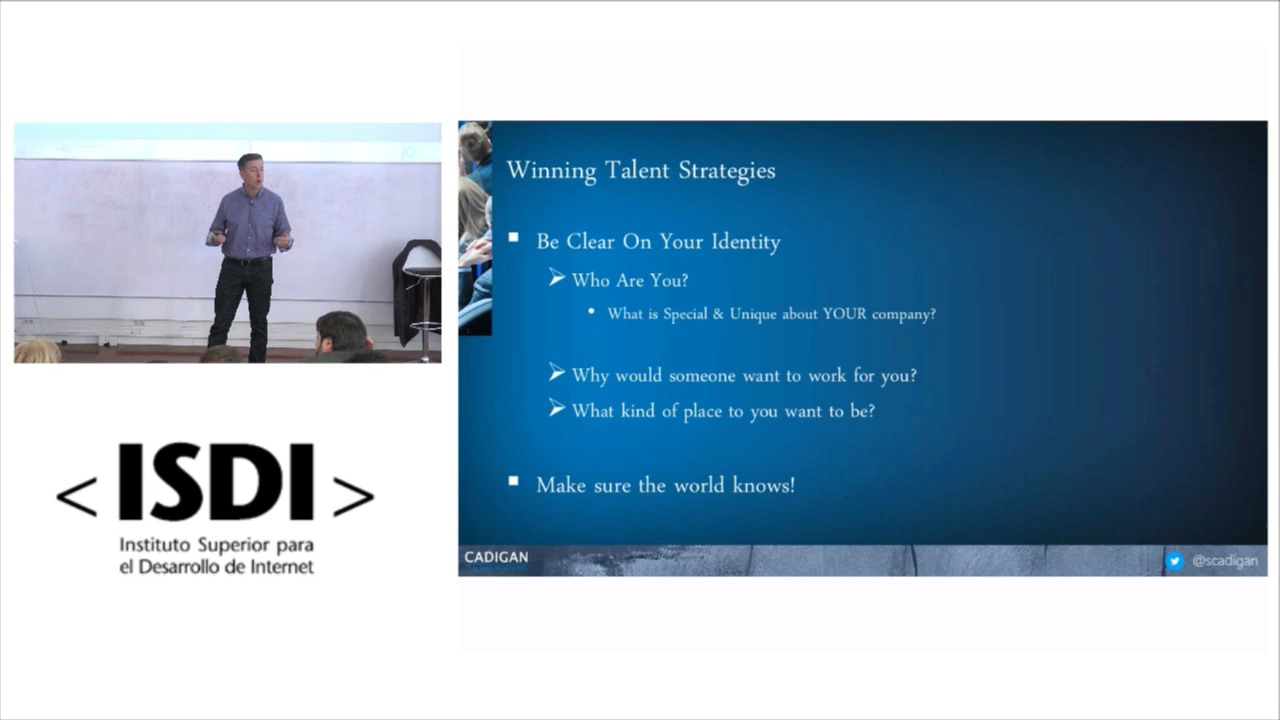 Winning Talent Strategies
Be Clear On Your Identity
Who Are You?
What is Special & Unique about YOUR company?
Why would someone want to work for you?
What kind of place to you want to be?
Make sure the world knows!
CADIGAN
@scadigan
<ISDI>
Instituto Superior para
el Desarrollo de Internet